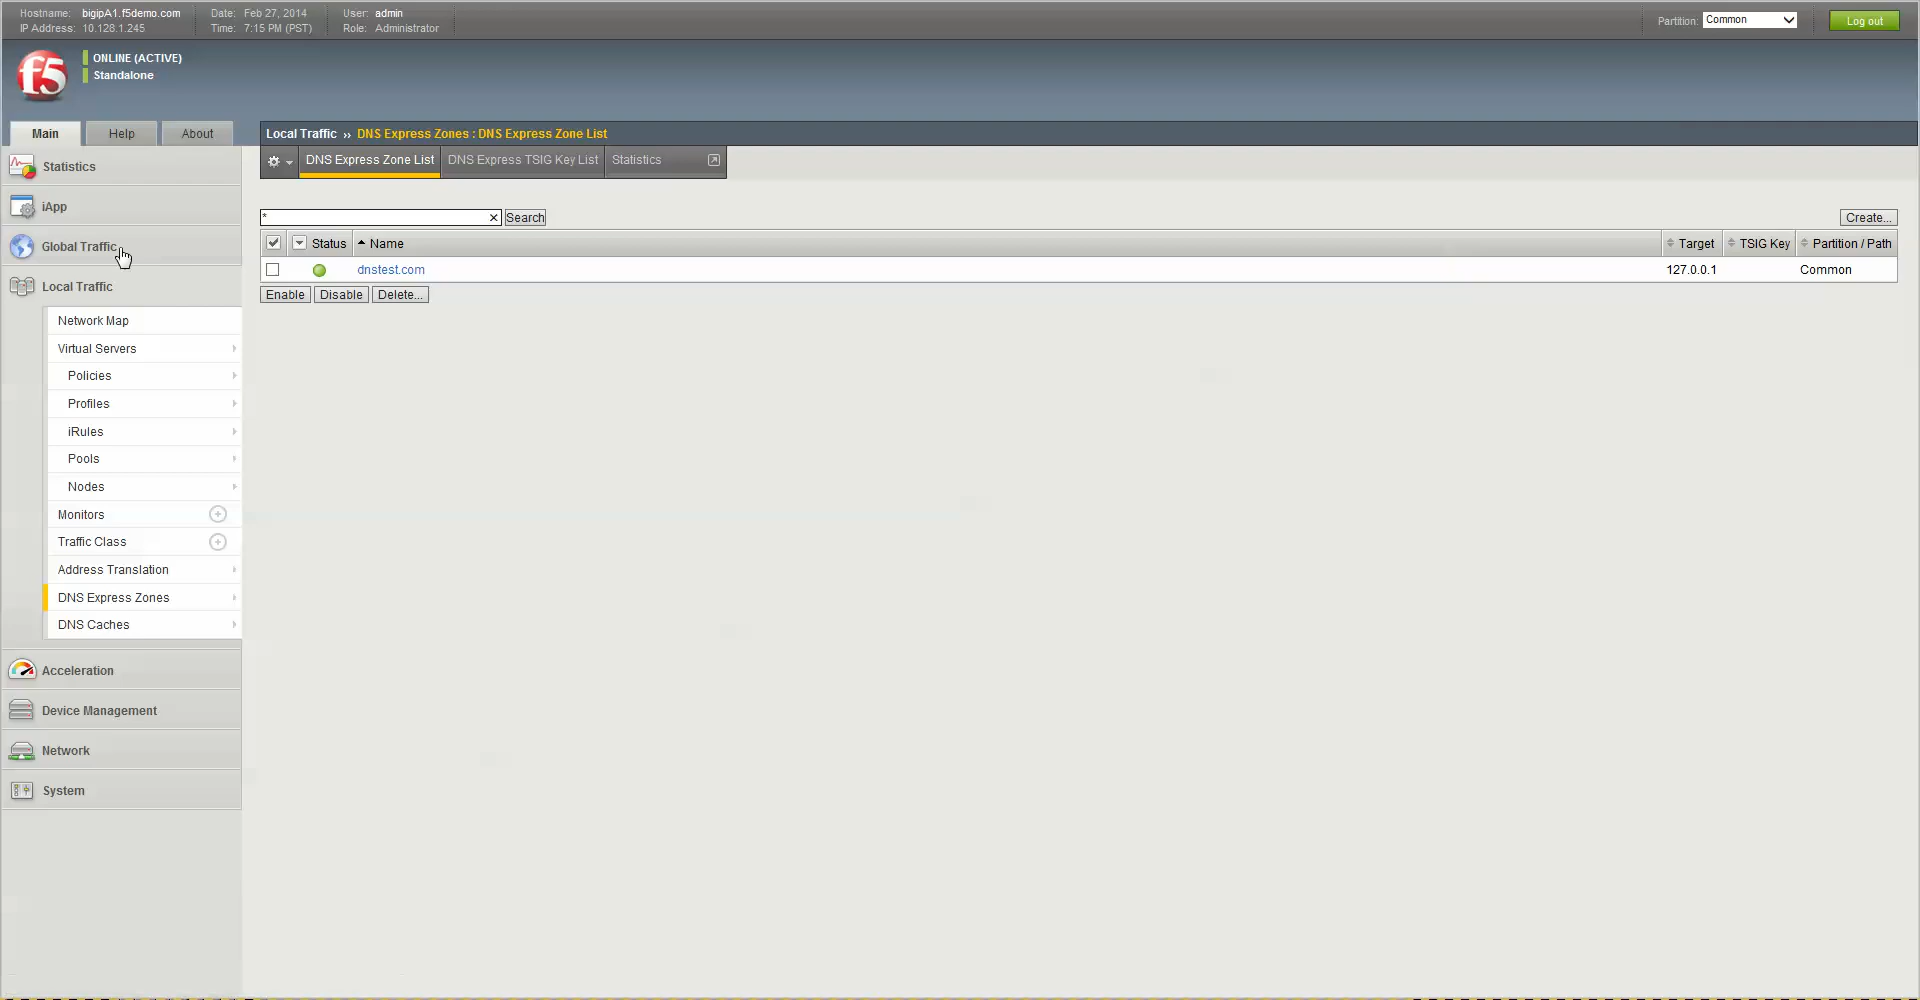 Hostname: bigipA1.f5demo.com Date: Feb 27, 2014 User: admin
IP Address: 10.128.1.245 Time: 7:15 PM (PST) Role: Administrator
Partition: Common Log out
f5
ONLINE (ACTIVE)
Standalone
Main Help About
Local Traffic ›› DNS Express Zones : DNS Express Zone List
DNS Express Zone List DNS Express TSIG Key List Statistics
Statistics
iApp
Global Traffic
Local Traffic
Network Map
Virtual Servers
Policies
Profiles
iRules
Pools
Nodes
Monitors
Traffic Class
Address Translation
DNS Express Zones
DNS Caches
Acceleration
Device Management
Network
System
* Search Create...
Status Name Target TSIG Key Partition / Path
dnstest.com 127.0.0.1 Common
Enable Disable Delete...